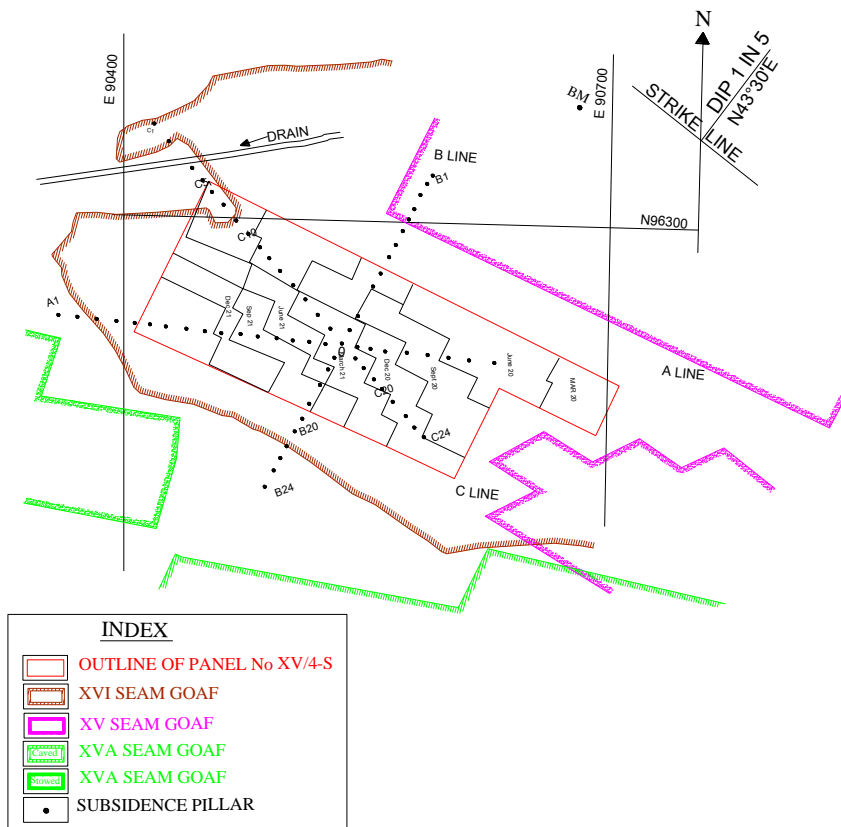 N
DIP 1 IN 5
N43°30'E
STRIKE LINE
E 90400
E 90700
BM
C1
DRAIN
B LINE
B1
C5
N96300
C10
A1
Dec 21
Sep 21
June 21
March 21
Dec 20
Sept 20
June 20
MAR 20
A LINE
C20
B20
C24
B24
C LINE
INDEX
OUTLINE OF PANEL No XV/4-S
XVI SEAM GOAF
XV SEAM GOAF
Caved XVA SEAM GOAF
Stowed XVA SEAM GOAF
SUBSIDENCE PILLAR